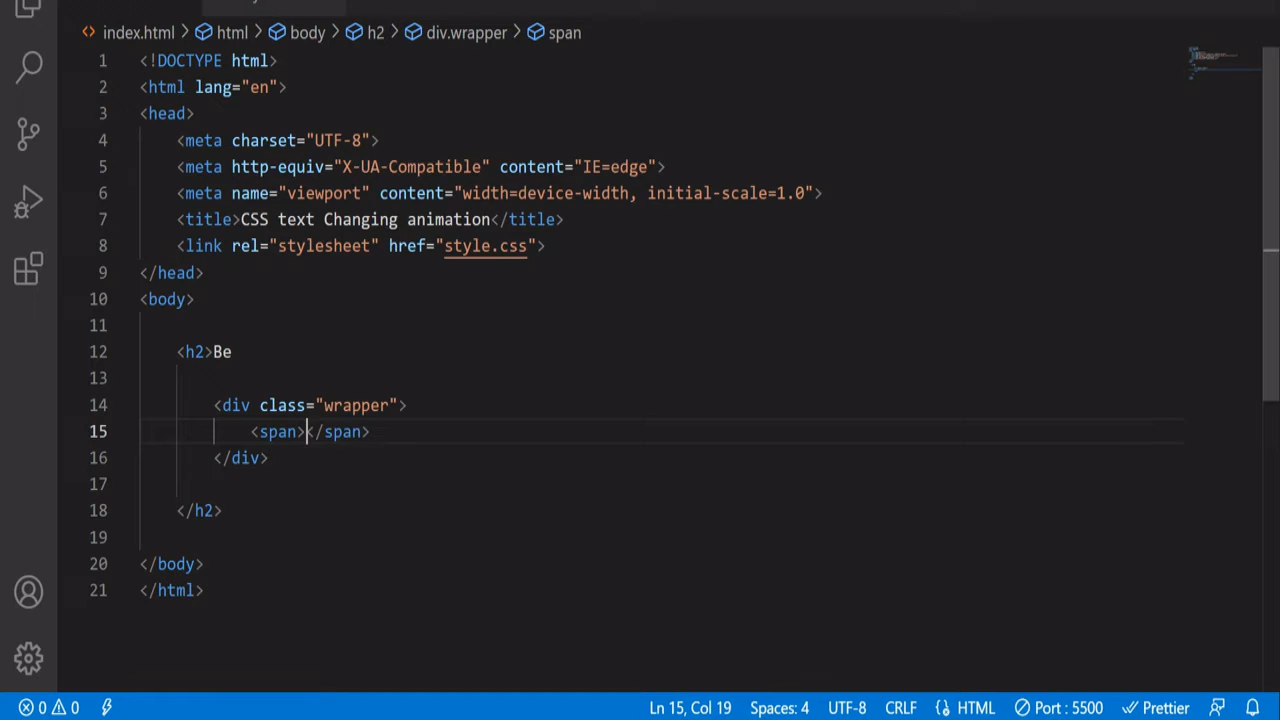 index.html > html > body > h2 > div.wrapper > span
1 <!DOCTYPE html>
2 <html lang="en">
3 <head>
4     <meta charset="UTF-8">
5     <meta http-equiv="X-UA-Compatible" content="IE=edge">
6     <meta name="viewport" content="width=device-width, initial-scale=1.0">
7     <title>CSS text Changing animation</title>
8     <link rel="stylesheet" href="style.css">
9 </head>
10 <body>
11
12     <h2>Be
13
14         <div class="wrapper">
15             <span></span>
16         </div>
17
18     </h2>
19
20 </body>
21 </html>
0 0 Ln 15, Col 19 Spaces: 4 UTF-8 CRLF HTML Port : 5500 Prettier